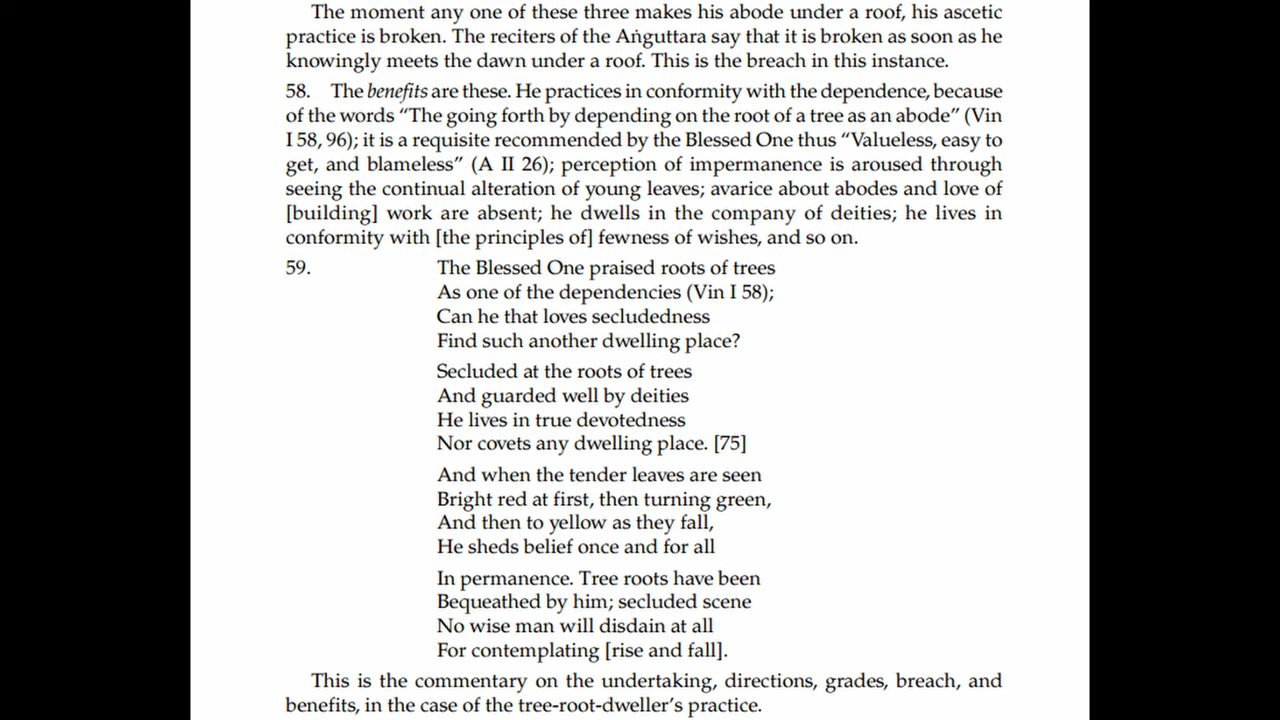 The moment any one of these three makes his abode under a roof, his ascetic
practice is broken. The reciters of the Aṅguttara say that it is broken as soon as he
knowingly meets the dawn under a roof. This is the breach in this instance.
58. The benefits are these. He practices in conformity with the dependence, because
of the words “The going forth by depending on the root of a tree as an abode” (Vin
I 58, 96); it is a requisite recommended by the Blessed One thus “Valueless, easy to
get, and blameless” (A II 26); perception of impermanence is aroused through
seeing the continual alteration of young leaves; avarice about abodes and love of
[building] work are absent; he dwells in the company of deities; he lives in
conformity with [the principles of] fewness of wishes, and so on.
59. The Blessed One praised roots of trees
As one of the dependencies (Vin I 58);
Can he that loves secludedness
Find such another dwelling place?
Secluded at the roots of trees
And guarded well by deities
He lives in true devotedness
Nor covets any dwelling place. [75]
And when the tender leaves are seen
Bright red at first, then turning green,
And then to yellow as they fall,
He sheds belief once and for all
In permanence. Tree roots have been
Bequeathed by him; secluded scene
No wise man will disdain at all
For contemplating [rise and fall].
This is the commentary on the undertaking, directions, grades, breach, and
benefits, in the case of the tree-root-dweller’s practice.